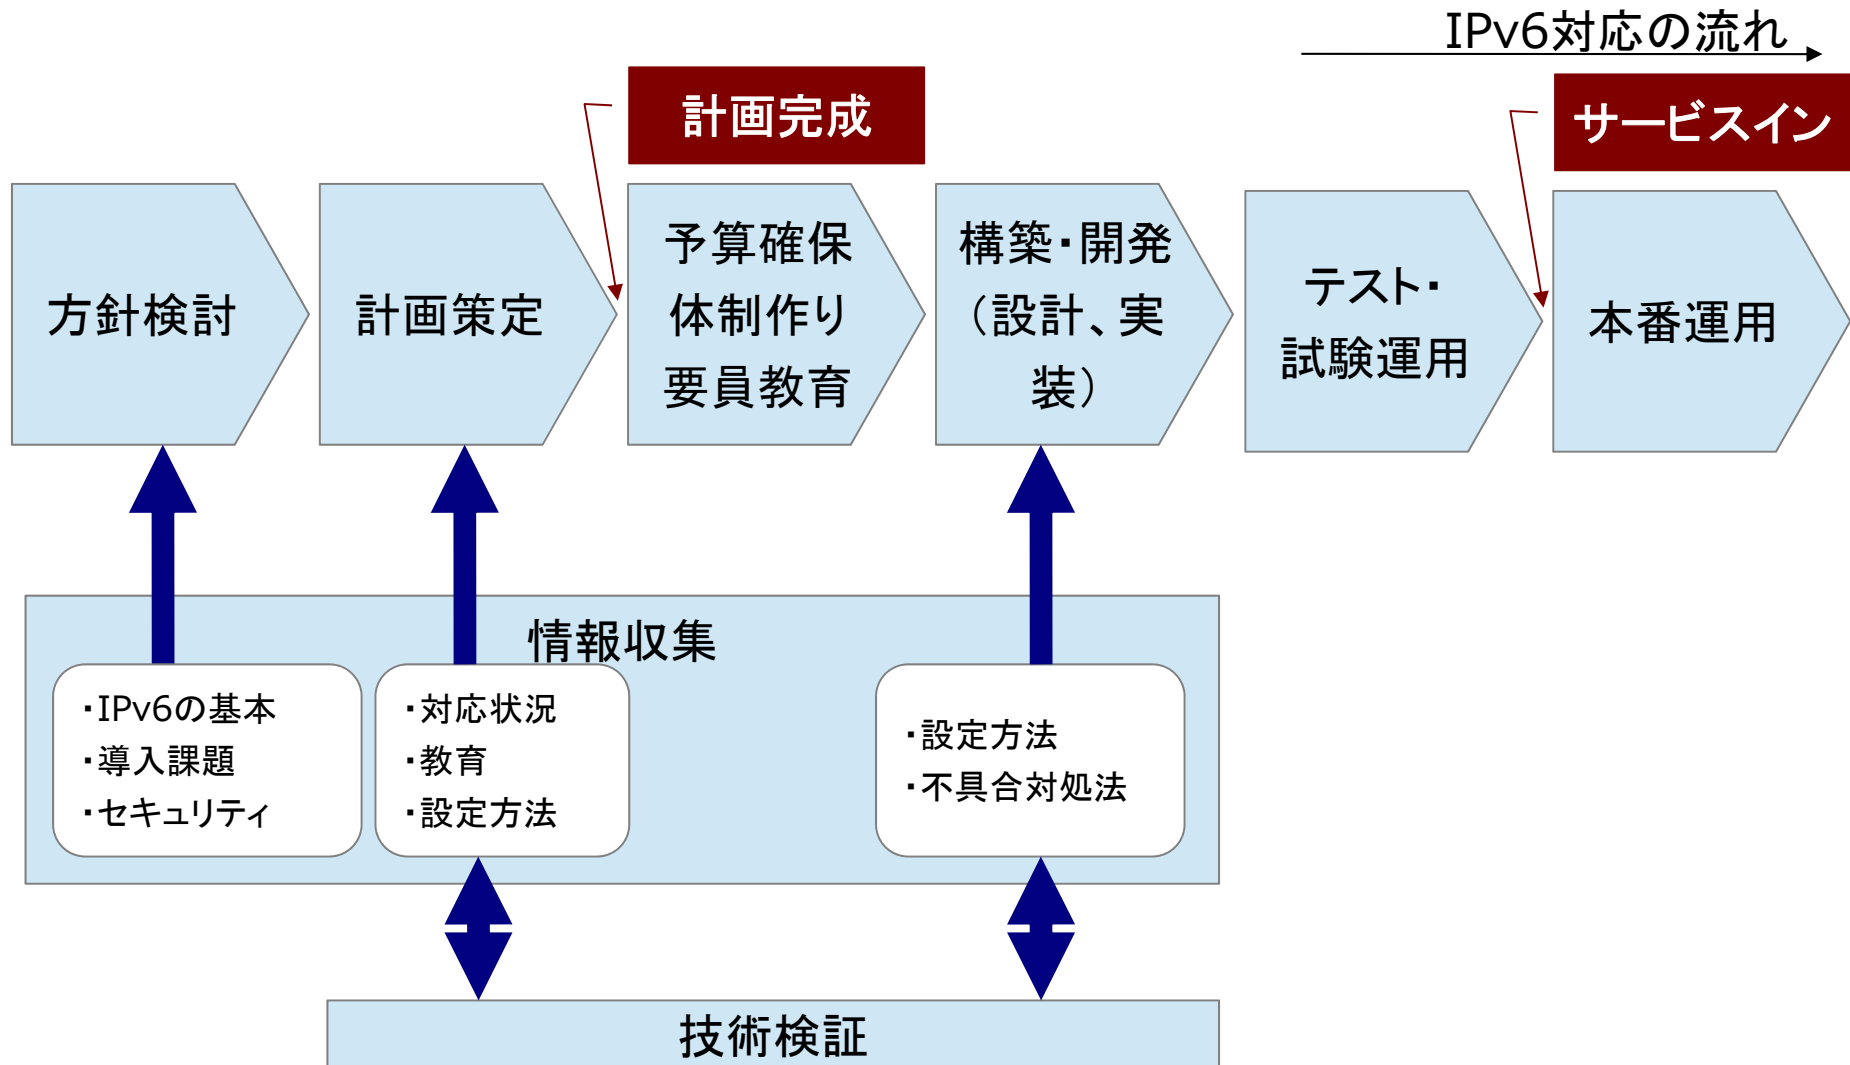 IPv6対応の流れ
計画完成
サービスイン
方針検討
計画策定
予算確保
体制作り
要員教育
構築・開発
（設計、実
装）
テスト・
試験運用
本番運用
情報収集
・IPv6の基本
・導入課題
・セキュリティ
・対応状況
・教育
・設定方法
・設定方法
・不具合対処法
技術検証